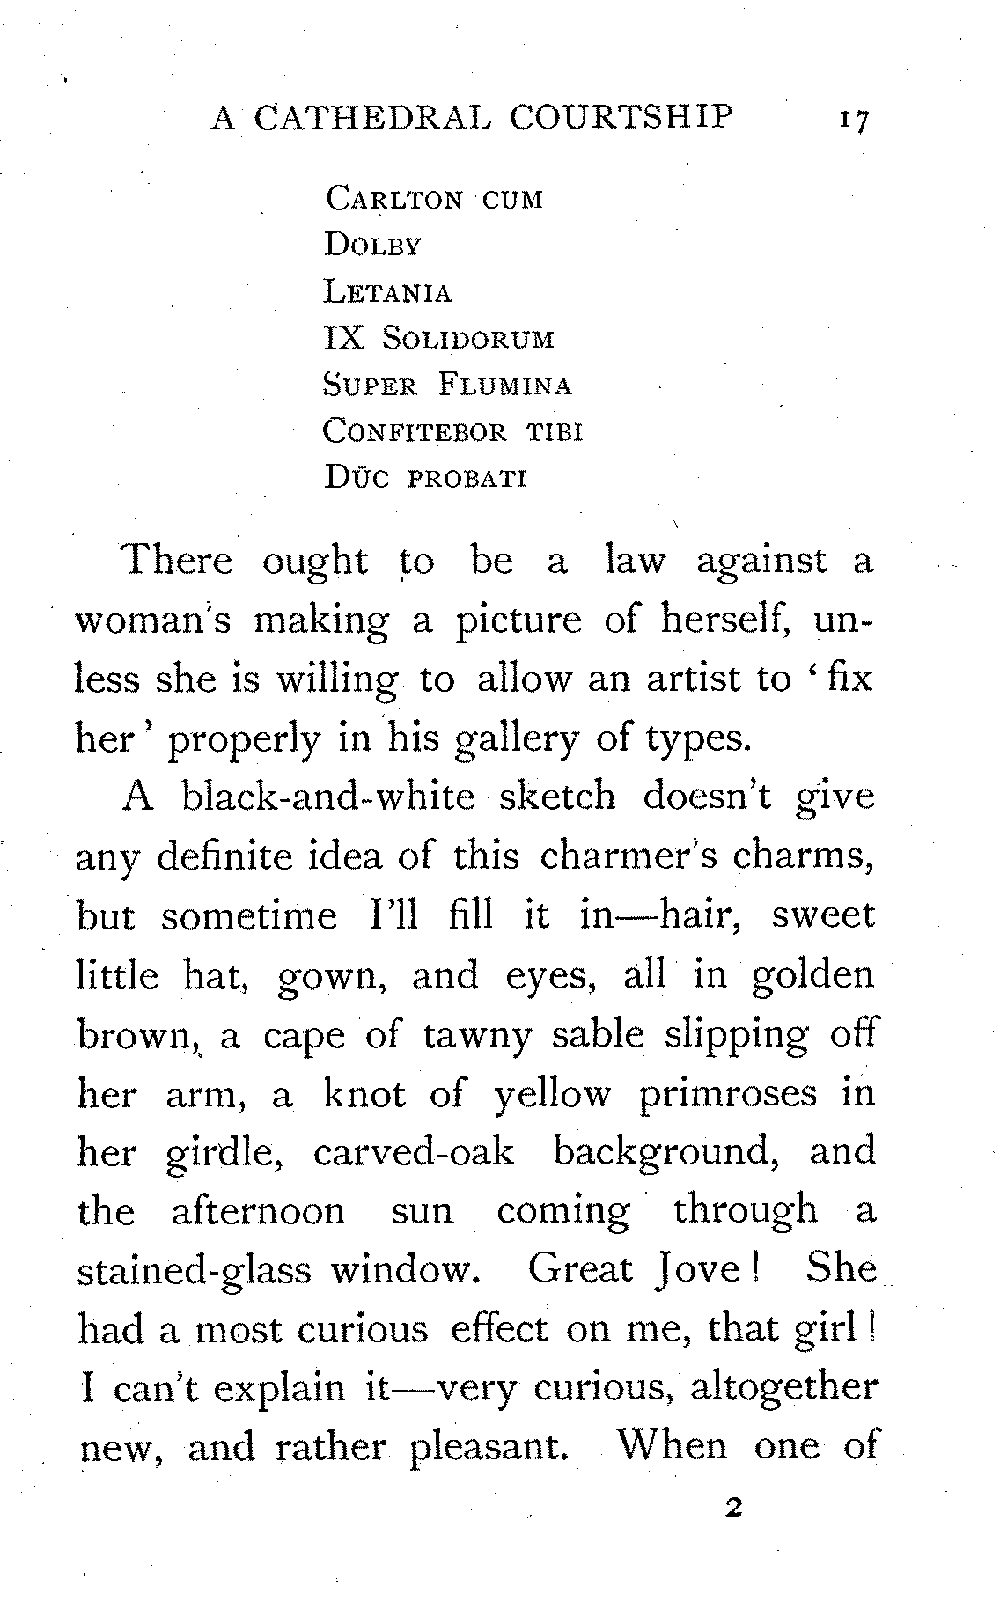 A CATHEDRAL COURTSHIP 17
CARLTON CUM
DOLBY
LETANIA
IX SOLIDORUM
SUPER FLUMINA
CONFITEBOR TIBI
DŪC PROBATI
There ought to be a law against a
woman's making a picture of herself, un-
less she is willing to allow an artist to ‘ fix
her ’ properly in his gallery of types.
A black-and-white sketch doesn't give
any definite idea of this charmer's charms,
but sometime I'll fill it in—hair, sweet
little hat, gown, and eyes, all in golden
brown, a cape of tawny sable slipping off
her arm, a knot of yellow primroses in
her girdle, carved-oak background, and
the afternoon sun coming through a
stained-glass window. Great Jove! She
had a most curious effect on me, that girl!
I can't explain it—very curious, altogether
new, and rather pleasant. When one of
2